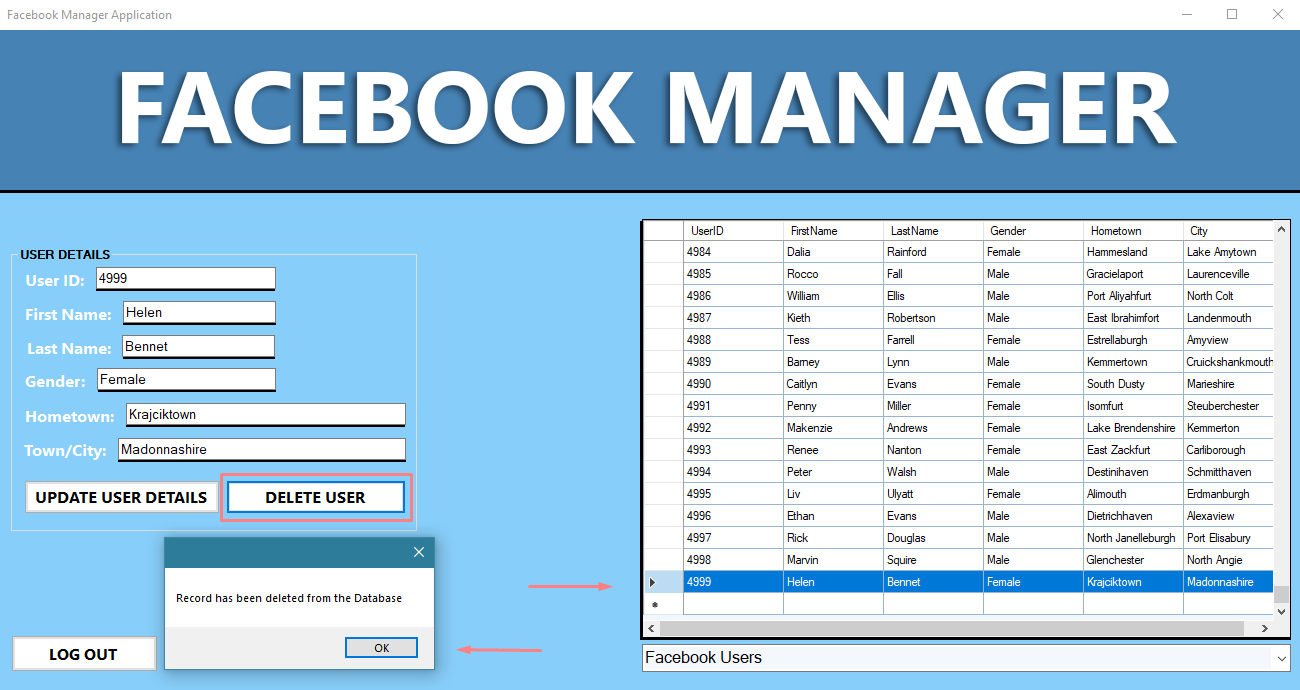 Facebook Manager Application
FACEBOOK MANAGER
USER DETAILS
User ID: 4999
First Name: Helen
Last Name: Bennet
Gender: Female
Hometown: Krajciktown
Town/City: Madonnashire
UPDATE USER DETAILS DELETE USER
Record has been deleted from the Database
OK
LOG OUT
UserID FirstName LastName Gender Hometown City
4984 Dalia Rainford Female Hammesland Lake Amytown
4985 Rocco Fall Male Gracielaport Laurenceville
4986 William Ellis Male Port Aliyahfurt North Colt
4987 Kieth Robertson Male East Ibrahimfort Landenmouth
4988 Tess Farrell Female Estrellaburgh Amyview
4989 Barney Lynn Male Kemmertown Cruickshankmouth
4990 Caitlyn Evans Female South Dusty Marieshire
4991 Penny Miller Female Isomfurt Steuberchester
4992 Makenzie Andrews Female Lake Brendenshire Kemmerton
4993 Renee Nanton Female East Zackfurt Carliborough
4994 Peter Walsh Male Destinihaven Schmitthaven
4995 Liv Ulyatt Female Alimouth Erdmanburgh
4996 Ethan Evans Male Dietrichhaven Alexaview
4997 Rick Douglas Male North Janelleburgh Port Elisabury
4998 Marvin Squire Male Glenchester North Angie
4999 Helen Bennet Female Krajciktown Madonnashire
Facebook Users